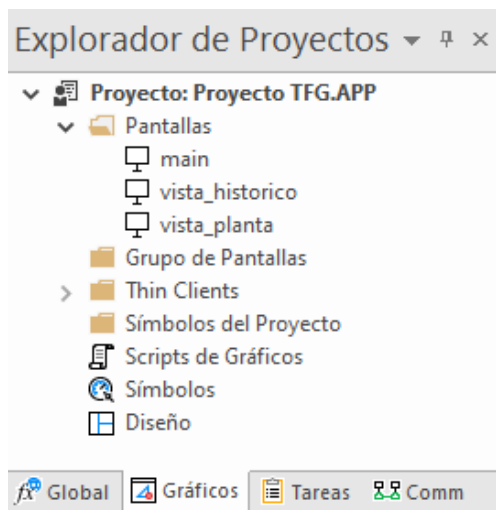 Explorador de Proyectos
Proyecto: Proyecto TFG.APP
Pantallas
main
vista_historico
vista_planta
Grupo de Pantallas
Thin Clients
Símbolos del Proyecto
Scripts de Gráficos
Símbolos
Diseño
fx Global Gráficos Tareas Comm